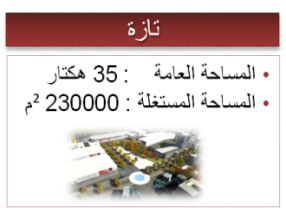 تازة
• المساحة العامة : 35 هكتار
• المساحة المستغلة : 230000 م²